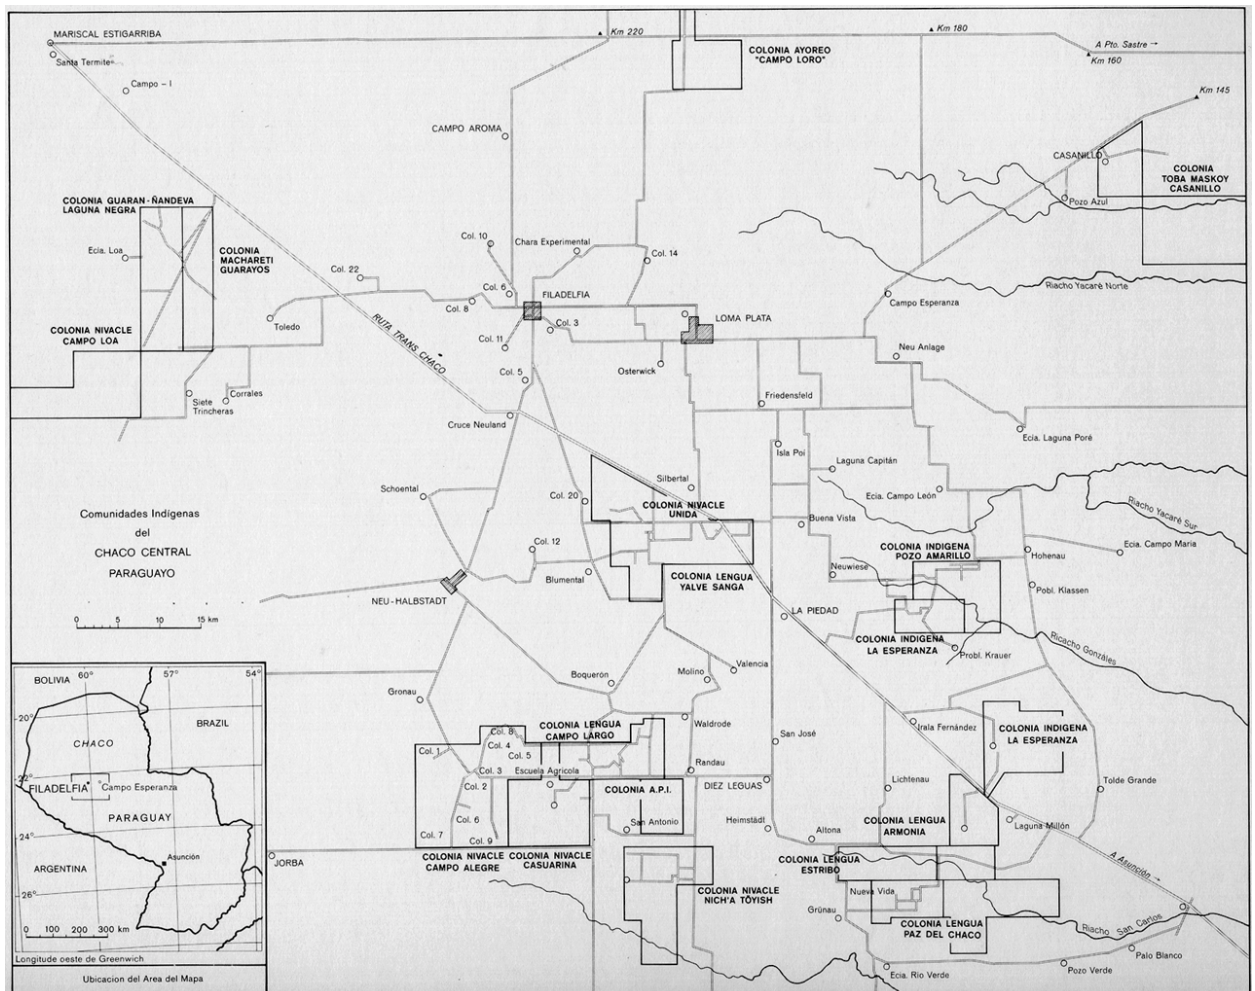 MARISCAL ESTIGARRIBA
Km 220
Km 180
A Pto. Sastre →
Km 160
Santa Termite
COLONIA AYOREO
"CAMPO LORO"
Campo – I
Km 145
CAMPO AROMA
CASANILLO
COLONIA
TOBA MASKOY
CASANILLO
Pozo Azul
COLONIA GUARAN-ÑANDEVA
LAGUNA NEGRA
Ecia. Loa
COLONIA
MACHARETI
GUARAYOS
Col. 10
Chara Experimental
Col. 14
Col. 22
Col. 6
FILADELFIA
Col. 8
Riacho Yacaré Norte
Campo Esperanza
COLONIA NIVACLE
CAMPO LOA
Toledo
RUTA TRANS CHACO
Col. 3
LOMA PLATA
Col. 11
Neu Anlage
Col. 5
Osterwick
Siete
Trincheras
Corrales
Friedensfeld
Cruce Neuland
Ecia. Laguna Poré
Isla Poi
Laguna Capitán
Schoental
Silbertal
Ecia. Campo León
Col. 20
COLONIA NIVACLE
UNIDA
Riacho Yacaré Sur
Comunidades Indígenas
del
CHACO CENTRAL
PARAGUAYO
Buena Vista
Col. 12
COLONIA INDIGENA
POZO AMARILLO
Hohenau
Ecia. Campo Maria
Blumental
COLONIA LENGUA
YALVE SANGA
Neuwiese
Pobl. Klassen
NEU-HALBSTADT
LA PIEDAD
0 5 10 15 km
COLONIA INDIGENA
LA ESPERANZA
Probl. Krauer
Ricacho Gonzáles
Boquerón
Molino
Valencia
Gronau
Waldrode
COLONIA LENGUA
CAMPO LARGO
San José
Irala Fernández
COLONIA INDIGENA
LA ESPERANZA
Col. 8
Col. 1
Col. 4
Col. 5
Col. 3
Escuela Agricola
Randau
Col. 2
DIEZ LEGUAS
Lichtenau
Tolde Grande
COLONIA A.P.I.
Col. 6
San Antonio
Heimstädt
COLONIA LENGUA
ARMONIA
Laguna Millón
Col. 7
Col. 9
Altona
JORBA
COLONIA NIVACLE
CAMPO ALEGRE
COLONIA NIVACLE
CASUARINA
COLONIA LENGUA
ESTRIBO
A Asunción →
COLONIA NIVACLE
NICH'A TÕYISH
Nueva Vida
Grünau
COLONIA LENGUA
PAZ DEL CHACO
Riacho San Carlos
Palo Blanco
Ecia. Rio Verde
Pozo Verde
60°
57°
54°
BOLIVIA
BRAZIL
20°
CHACO
22°
FILADELFIA
Campo Esperanza
PARAGUAY
24°
Asunción
ARGENTINA
26°
0 100 200 300 km
Longitud oeste de Greenwich
Ubicacion del Area del Mapa